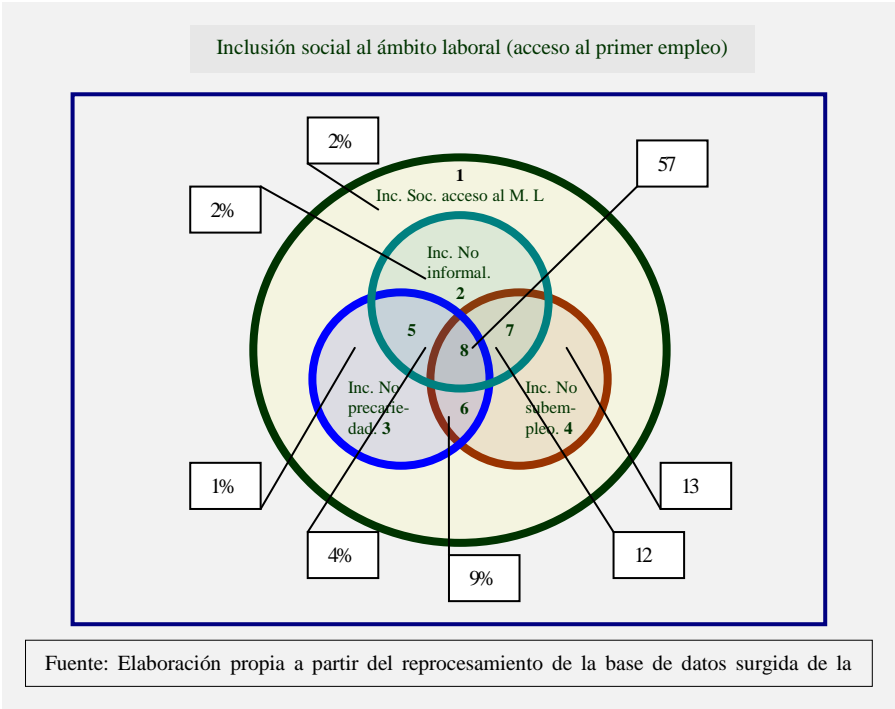 Inclusión social al ámbito laboral (acceso al primer empleo)
2%
57
1
Inc. Soc. acceso al M. L
2%
Inc. No
informal.
2
5
7
8
Inc. No
precarie-
dad. 3
6
Inc. No
subem-
pleo. 4
1%
13
4%
12
9%
Fuente: Elaboración propia a partir del reprocesamiento de la base de datos surgida de la